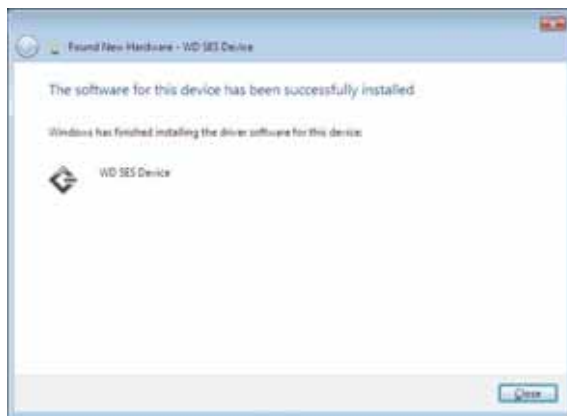 Found New Hardware - WD SES Device
The software for this device has been successfully installed
Windows has finished installing the driver software for this device:
WD SES Device
Close